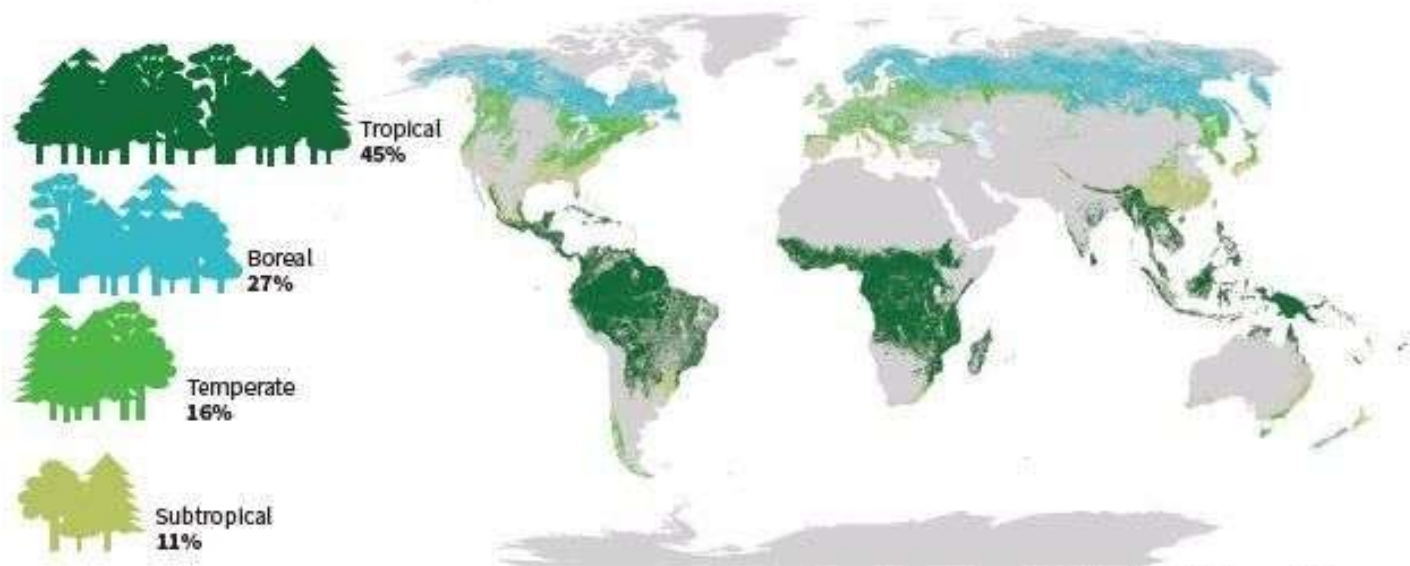 Tropical
45%
Boreal
27%
Temperate
16%
Subtropical
11%